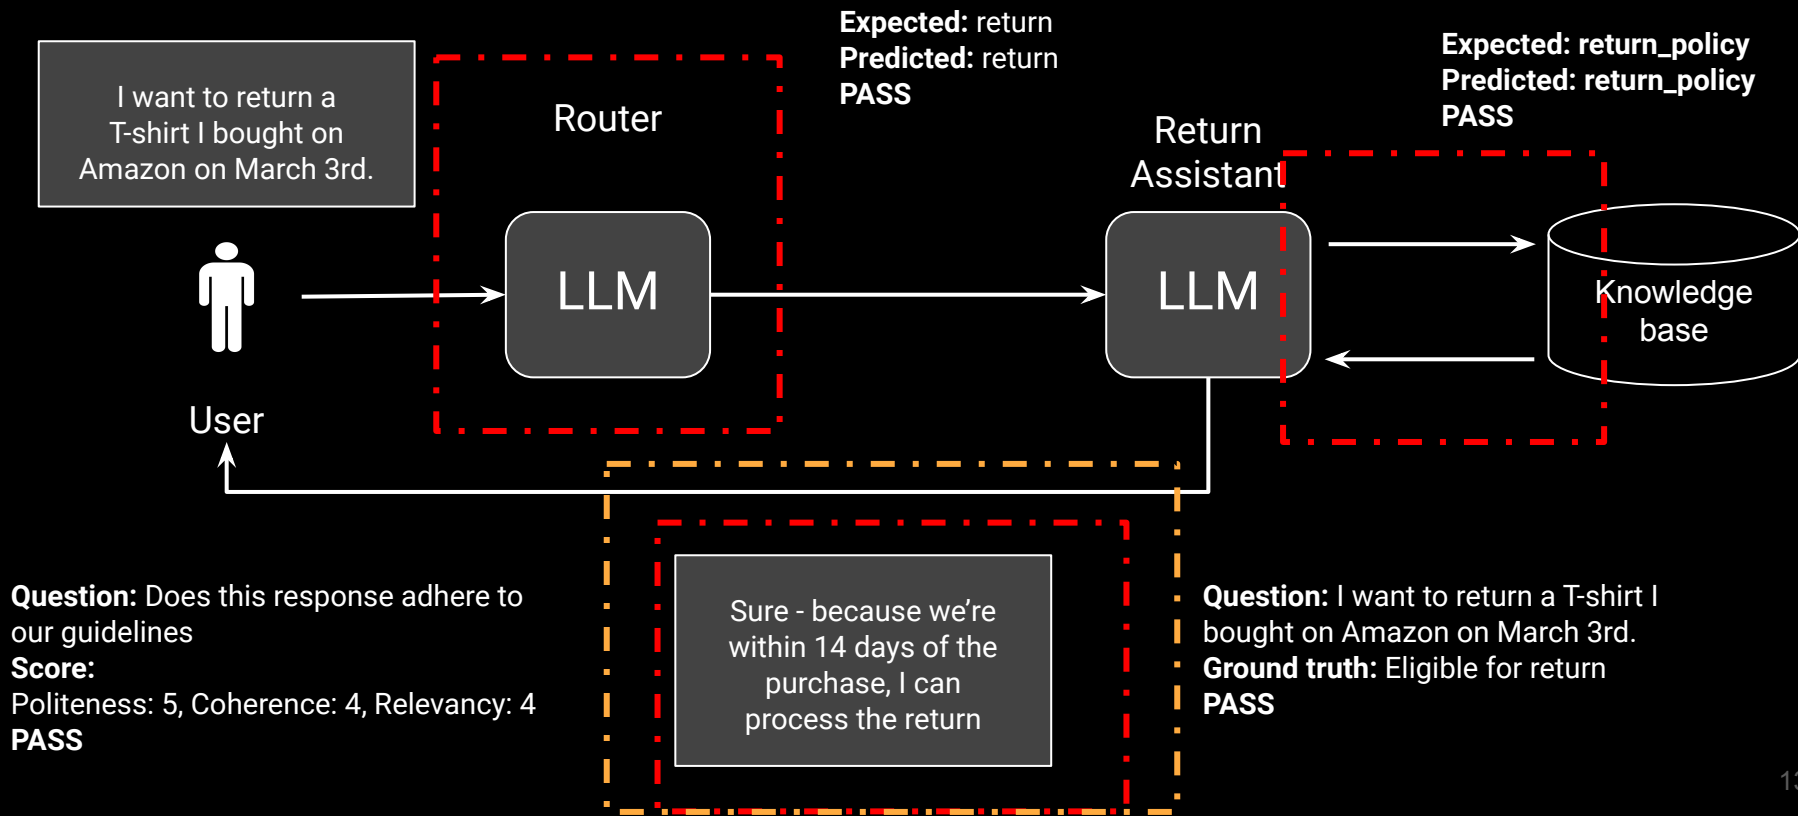 I want to return a
T-shirt I bought on
Amazon on March 3rd.
User
Router
LLM
Expected: return
Predicted: return
PASS
Return
Assistant
LLM
Expected: return_policy
Predicted: return_policy
PASS
Knowledge
base
Question: Does this response adhere to
our guidelines
Score:
Politeness: 5, Coherence: 4, Relevancy: 4
PASS
Sure - because we’re
within 14 days of the
purchase, I can
process the return
Question: I want to return a T-shirt I
bought on Amazon on March 3rd.
Ground truth: Eligible for return
PASS